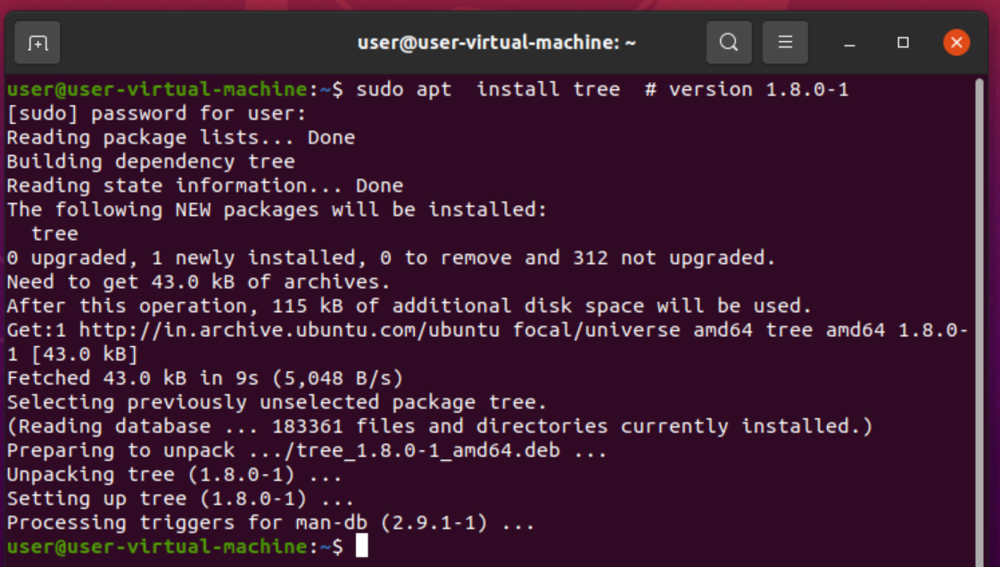 user@user-virtual-machine: ~
user@user-virtual-machine:~$ sudo apt  install tree  # version 1.8.0-1
[sudo] password for user:
Reading package lists... Done
Building dependency tree
Reading state information... Done
The following NEW packages will be installed:
  tree
0 upgraded, 1 newly installed, 0 to remove and 312 not upgraded.
Need to get 43.0 kB of archives.
After this operation, 115 kB of additional disk space will be used.
Get:1 http://in.archive.ubuntu.com/ubuntu focal/universe amd64 tree amd64 1.8.0-
1 [43.0 kB]
Fetched 43.0 kB in 9s (5,048 B/s)
Selecting previously unselected package tree.
(Reading database ... 183361 files and directories currently installed.)
Preparing to unpack .../tree_1.8.0-1_amd64.deb ...
Unpacking tree (1.8.0-1) ...
Setting up tree (1.8.0-1) ...
Processing triggers for man-db (2.9.1-1) ...
user@user-virtual-machine:~$